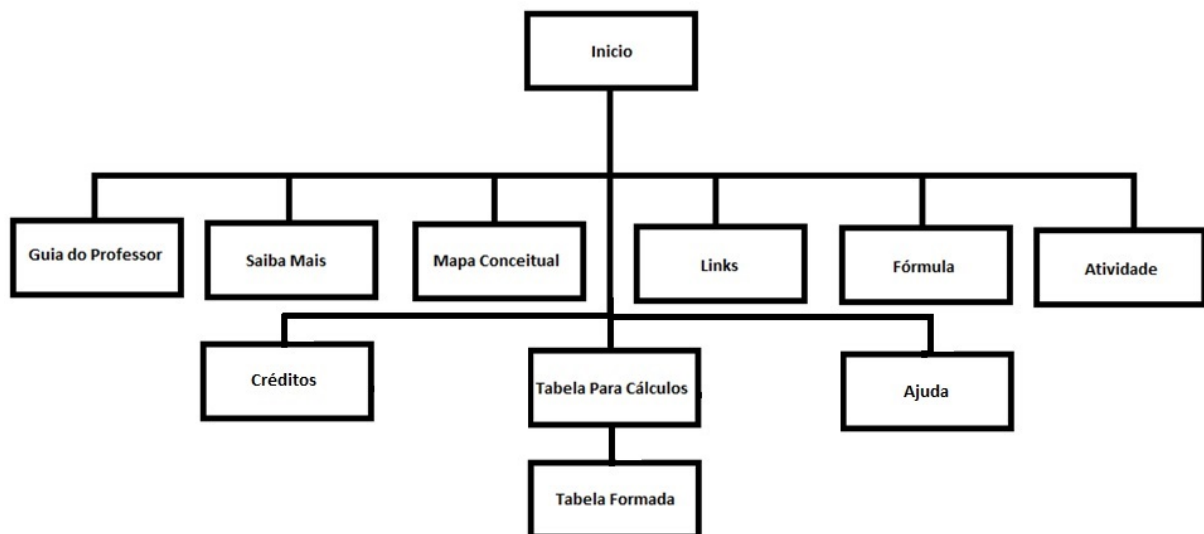 Inicio
Guia do Professor
Saiba Mais
Mapa Conceitual
Links
Fórmula
Atividade
Créditos
Tabela Para Cálculos
Ajuda
Tabela Formada